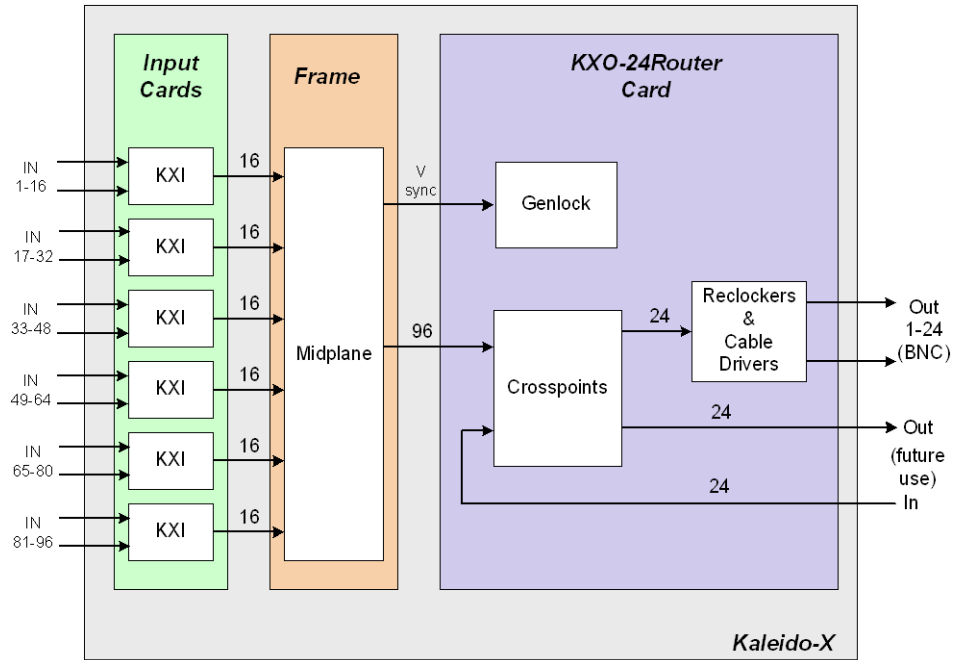 Input
Cards
Frame
KXO-24Router
Card
IN
1-16
KXI
16
IN
17-32
KXI
16
IN
33-48
KXI
16
IN
49-64
KXI
16
IN
65-80
KXI
16
IN
81-96
KXI
16
Midplane
V
sync
Genlock
96
Crosspoints
24
Reclockers
&
Cable
Drivers
Out
1-24
(BNC)
24
Out
(future
use)
In
24
Kaleido-X